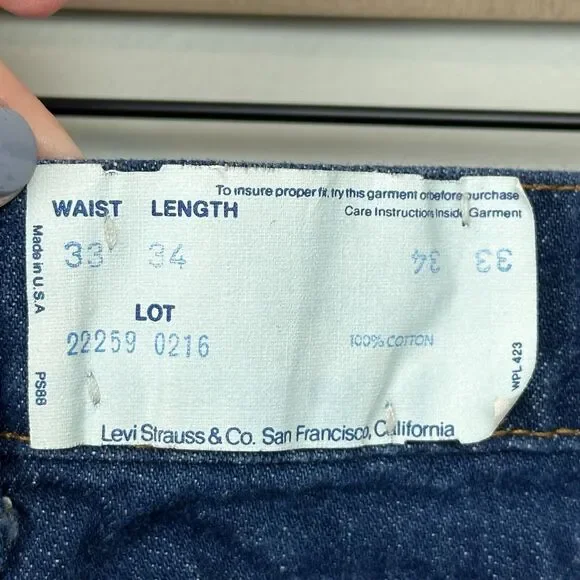 To insure proper fit, try this garment on before purchase
Care Instructions Inside Garment
WAIST LENGTH
33 34
34 33
LOT
22259 0216
100% COTTON
Levi Strauss & Co. San Francisco, California
Made in U.S.A
PS88
WPL 423